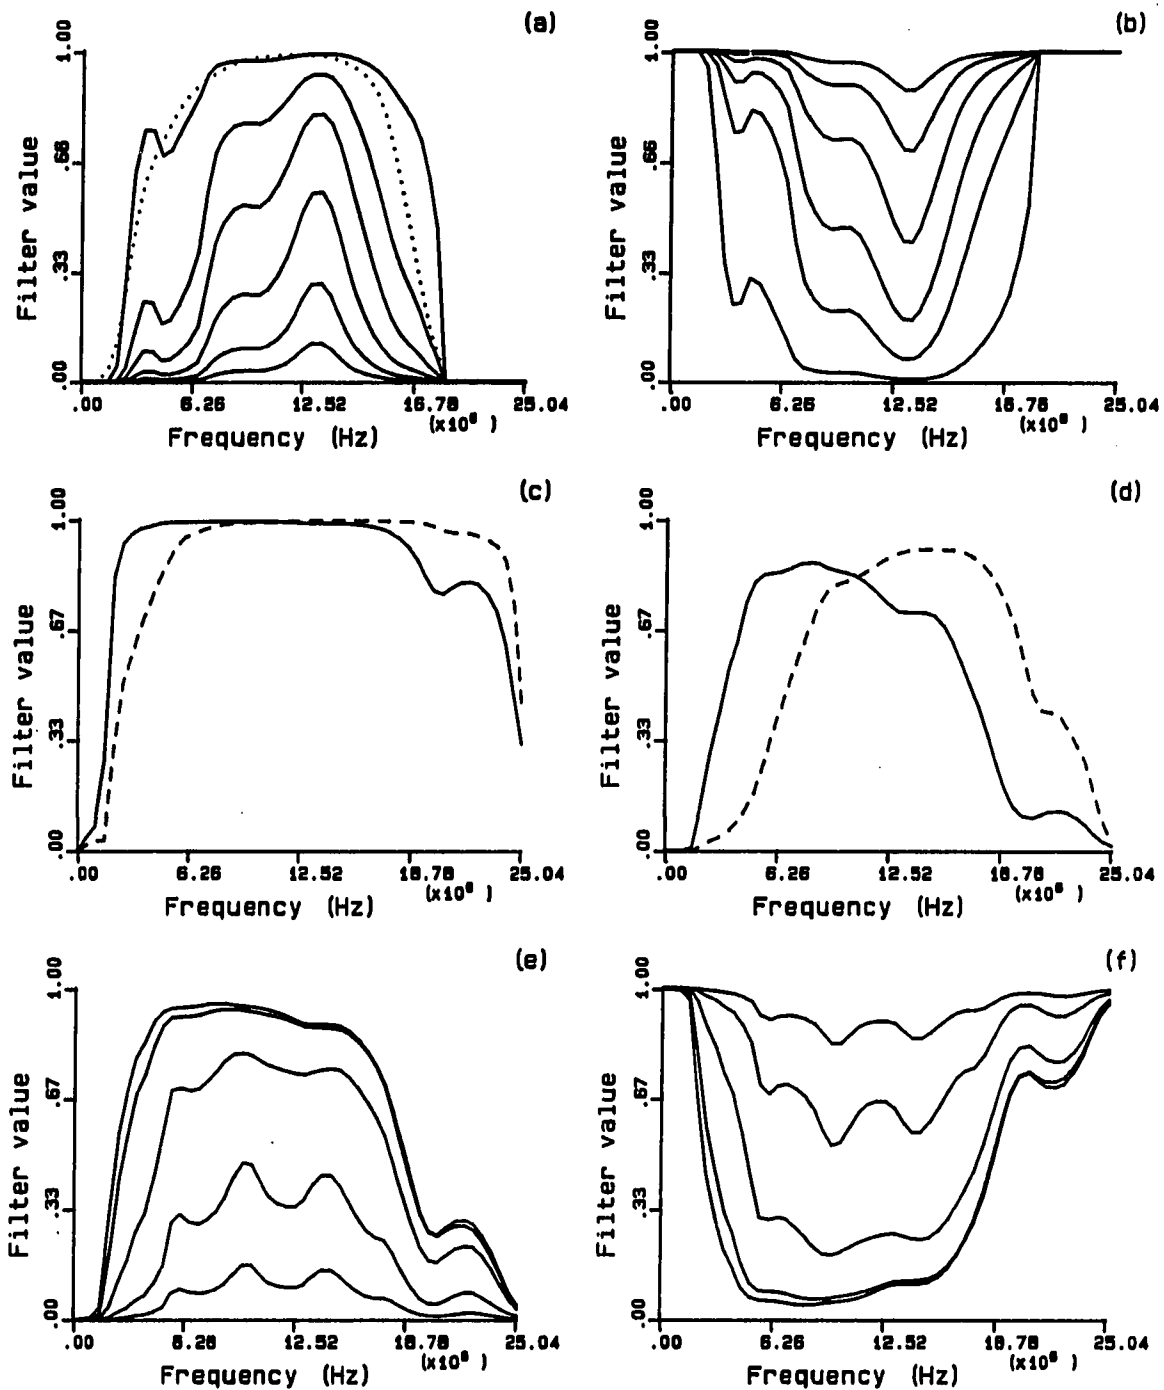 (a)
1.00
.66
.33
.00
Filter value
.00 6.26 12.52 18.78 25.04
(x10⁶ )
Frequency (Hz)
(b)
1.00
.66
.33
.00
Filter value
.00 6.26 12.52 18.78 25.04
(x10⁶ )
Frequency (Hz)
(c)
1.00
.67
.33
.00
Filter value
.00 6.26 12.52 18.78 25.04
(x10⁶ )
Frequency (Hz)
(d)
1.00
.67
.33
.00
Filter value
.00 6.26 12.52 18.78 25.04
(x10⁶ )
Frequency (Hz)
(e)
1.00
.67
.33
.00
Filter value
.00 6.26 12.52 18.78 25.04
(x10⁶ )
Frequency (Hz)
(f)
1.00
.67
.33
.00
Filter value
.00 6.26 12.52 18.78 25.04
(x10⁶ )
Frequency (Hz)